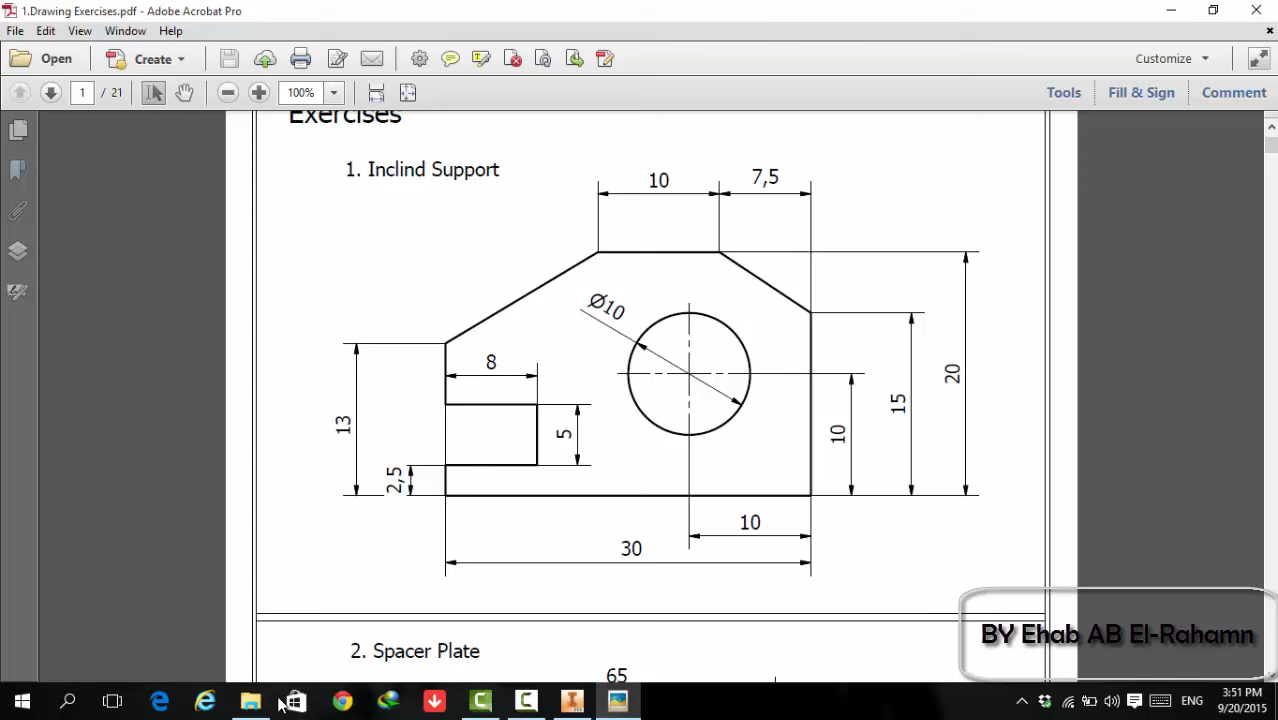 1.Drawing Exercises.pdf - Adobe Acrobat Pro
File Edit View Window Help
Open Create Customize
1 / 21 100% Tools Fill & Sign Comment
Exercises
1. Inclind Support
10 7,5
Ø10
8
13
2,5
5
10
15
20
10
30
2. Spacer Plate
65
BY Ehab AB El-Rahamn
ENG
3:51 PM
9/20/2015